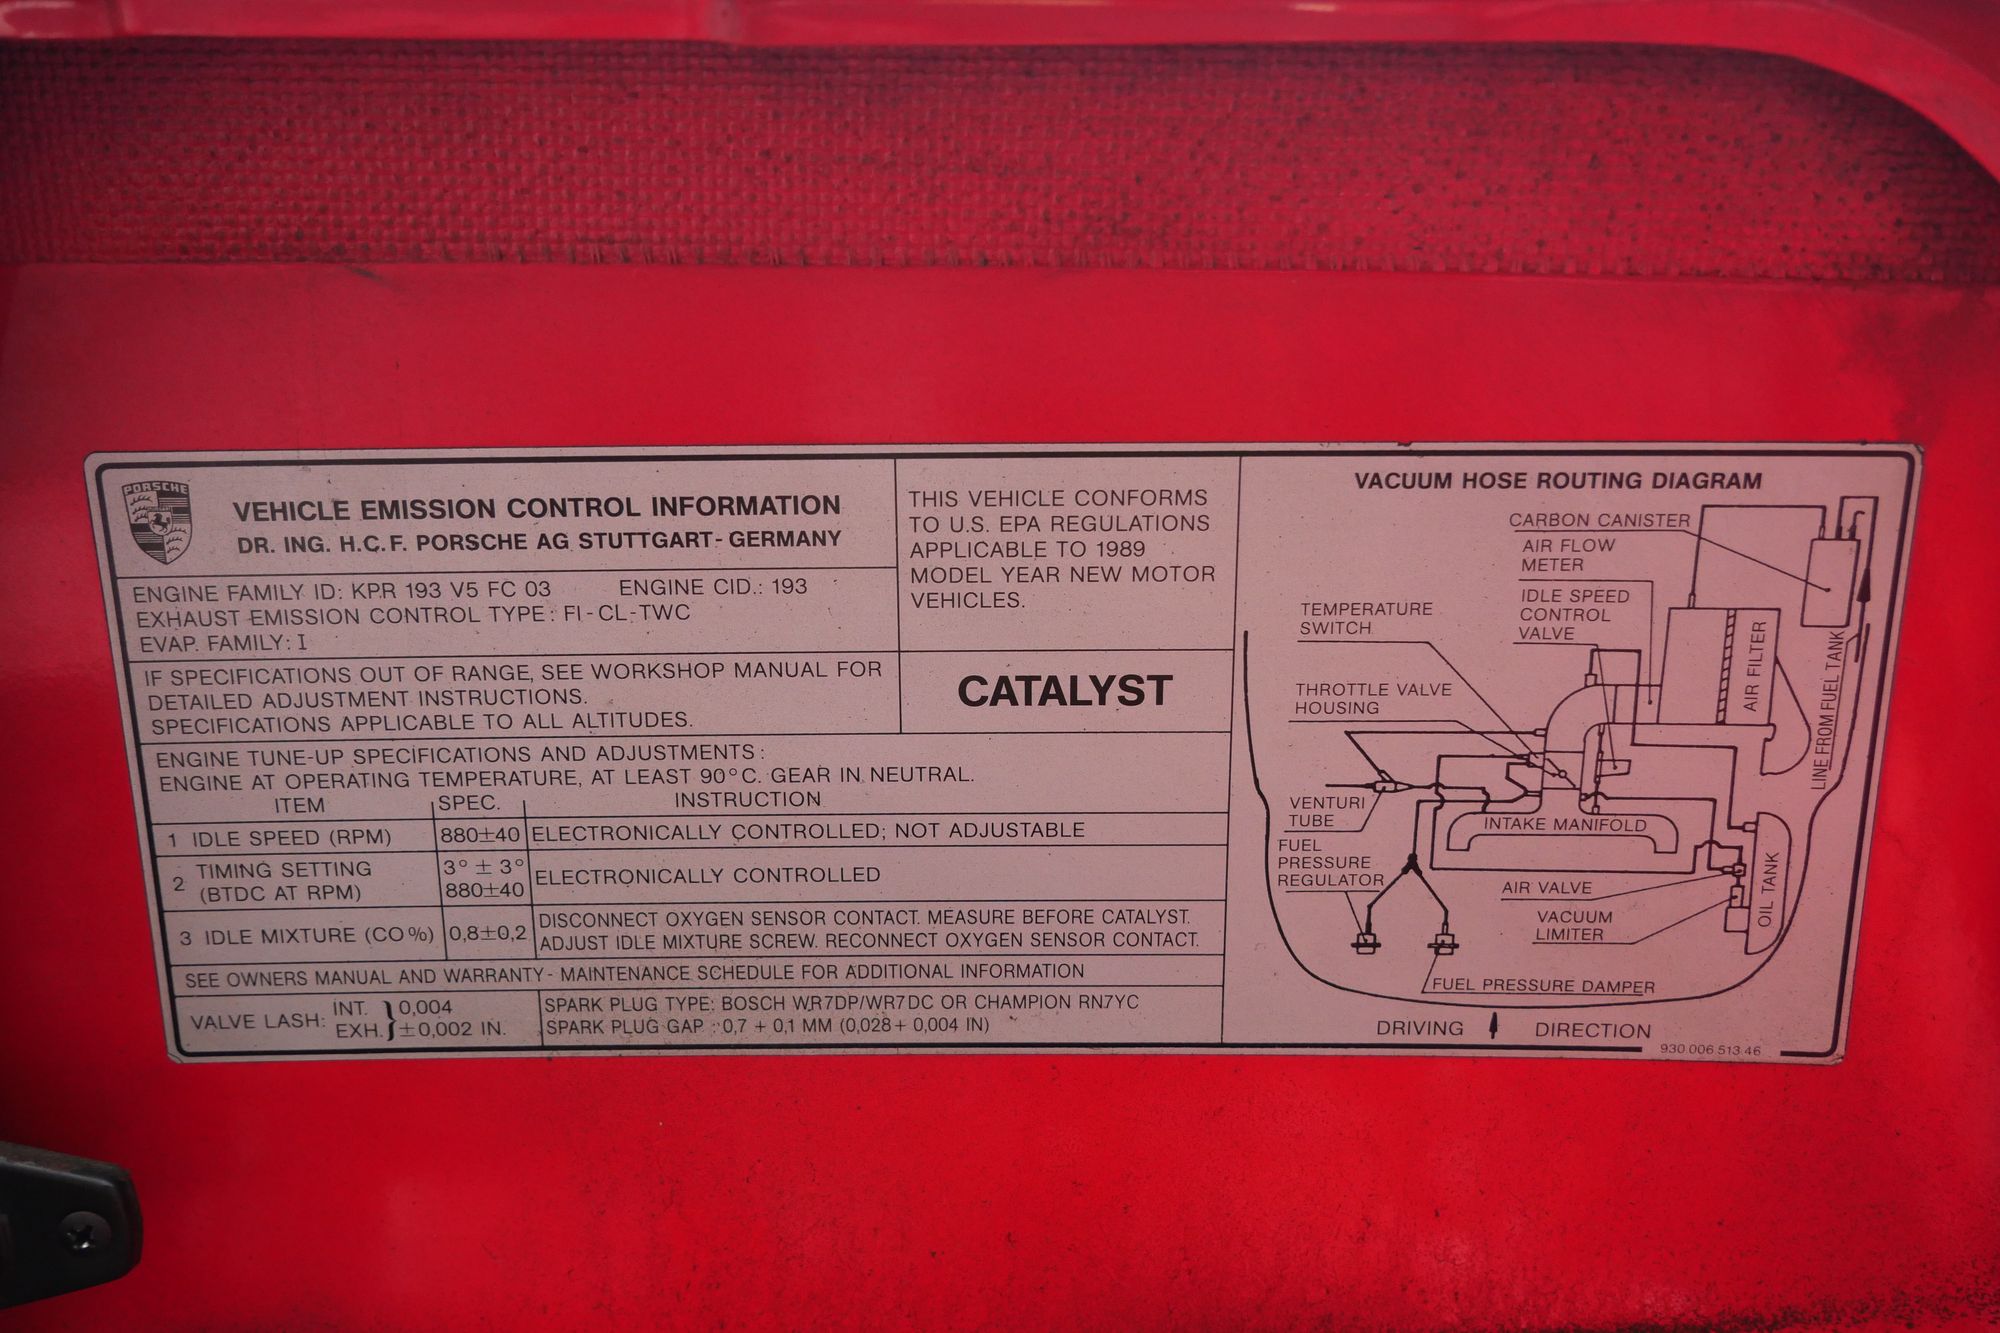 PORSCHE
VEHICLE EMISSION CONTROL INFORMATION
DR. ING. H.C.F. PORSCHE AG STUTTGART-GERMANY
ENGINE FAMILY ID: KPR 193 V5 FC 03 ENGINE CID.: 193
EXHAUST EMISSION CONTROL TYPE: FI-CL-TWC
EVAP. FAMILY: I
IF SPECIFICATIONS OUT OF RANGE, SEE WORKSHOP MANUAL FOR
DETAILED ADJUSTMENT INSTRUCTIONS.
SPECIFICATIONS APPLICABLE TO ALL ALTITUDES.
THIS VEHICLE CONFORMS
TO U.S. EPA REGULATIONS
APPLICABLE TO 1989
MODEL YEAR NEW MOTOR
VEHICLES.
CATALYST
ENGINE TUNE-UP SPECIFICATIONS AND ADJUSTMENTS:
ENGINE AT OPERATING TEMPERATURE, AT LEAST 90°C. GEAR IN NEUTRAL.
ITEM SPEC. INSTRUCTION
1 IDLE SPEED (RPM) 880±40 ELECTRONICALLY CONTROLLED; NOT ADJUSTABLE
2 TIMING SETTING 3° ± 3° ELECTRONICALLY CONTROLLED
(BTDC AT RPM) 880±40
3 IDLE MIXTURE (CO%) 0,8±0,2 DISCONNECT OXYGEN SENSOR CONTACT. MEASURE BEFORE CATALYST.
ADJUST IDLE MIXTURE SCREW. RECONNECT OXYGEN SENSOR CONTACT.
SEE OWNERS MANUAL AND WARRANTY-MAINTENANCE SCHEDULE FOR ADDITIONAL INFORMATION
VALVE LASH: INT. 0,004
EXH. ±0,002 IN.
SPARK PLUG TYPE: BOSCH WR7DP/WR7DC OR CHAMPION RN7YC
SPARK PLUG GAP : 0,7 + 0,1 MM (0,028 + 0,004 IN)
VACUUM HOSE ROUTING DIAGRAM
CARBON CANISTER
AIR FLOW
METER
IDLE SPEED
CONTROL
VALVE
TEMPERATURE
SWITCH
THROTTLE VALVE
HOUSING
AIR FILTER
LINE FROM FUEL TANK
VENTURI
TUBE
INTAKE MANIFOLD
FUEL
PRESSURE
REGULATOR
AIR VALVE
VACUUM
LIMITER
OIL TANK
FUEL PRESSURE DAMPER
DRIVING DIRECTION
930 006 513 46